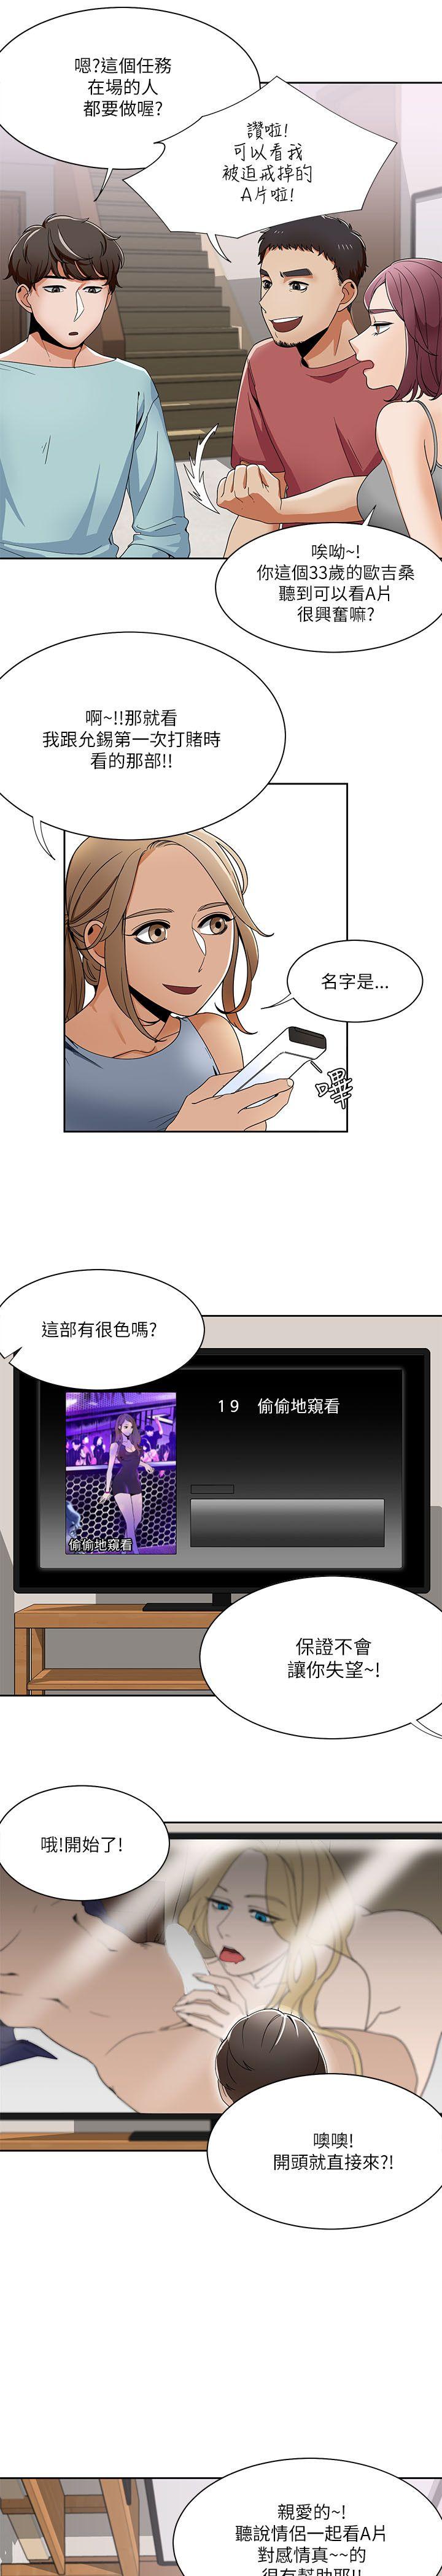 嗯?這個任務
在場的人
都要做喔?
讚啦!
可以看我
被迫戒掉的
A片啦!
唉呦~!
你這個33歲的歐吉桑
聽到可以看A片
很興奮嘛?
啊~!!那就看
我跟允錫第一次打賭時
看的那部!!
名字是...
嗶
這部有很色嗎?
19 偷偷地窺看
偷偷地窺看
保證不會
讓你失望~!
哦!開始了!
噢噢!
開頭就直接來?!
親愛的~!
聽說情侶一起看A片
對感情真~~的
很有幫助耶!!